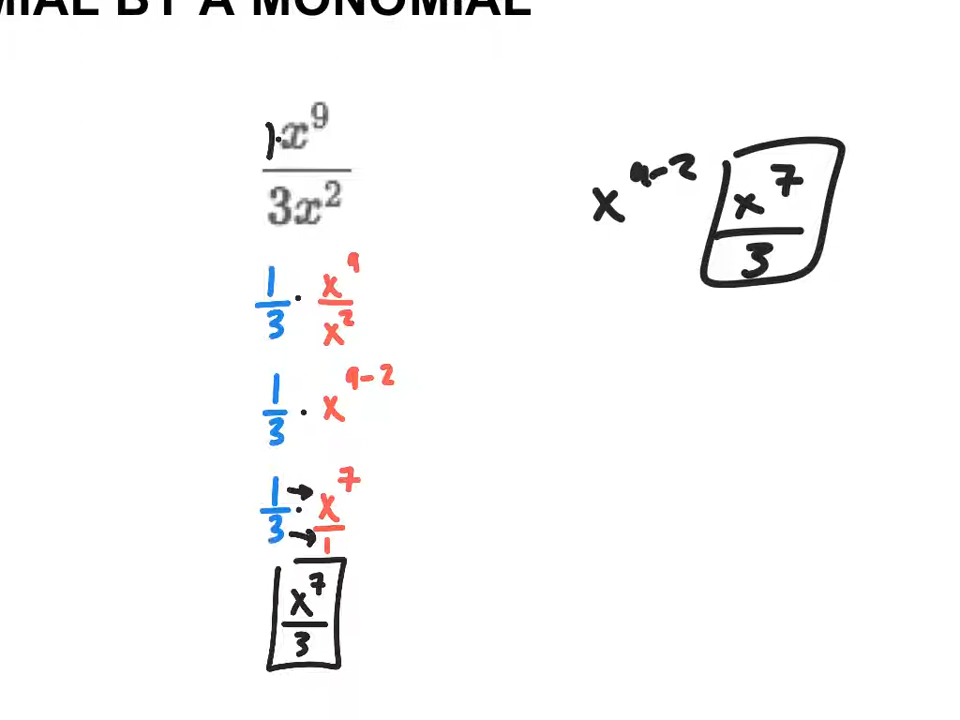 MIAL BY A MONOMIAL
1·x^9/3x^2
1/3 · x^9/x^2
1/3 · x^(9-2)
1/3 · x^7/1
x^7/3
x^(9-2) x^7/3